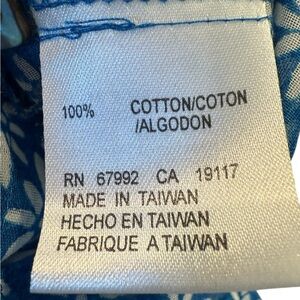 100% COTTON/COTON
/ALGODON
RN 67992 CA 19117
MADE IN TAIWAN
HECHO EN TAIWAN
FABRIQUE A TAIWAN